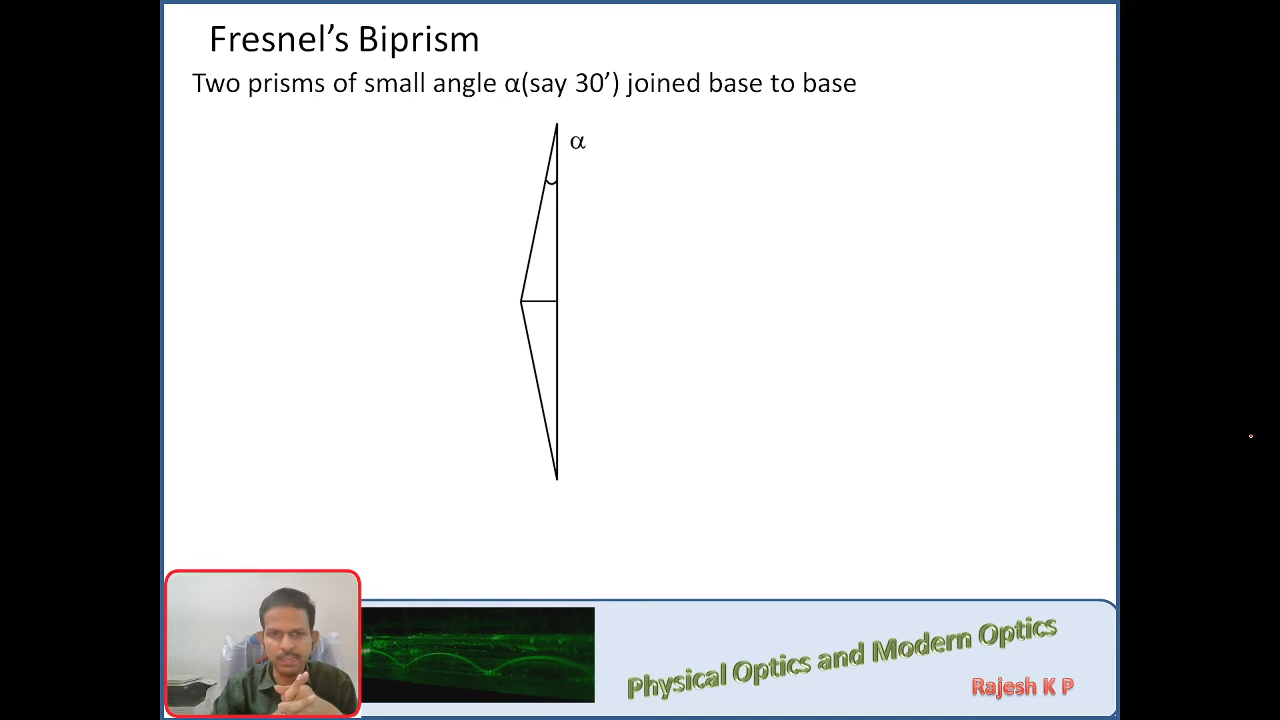 Fresnel’s Biprism
Two prisms of small angle α(say 30’) joined base to base
α
Physical Optics and Modern Optics
Rajesh K P